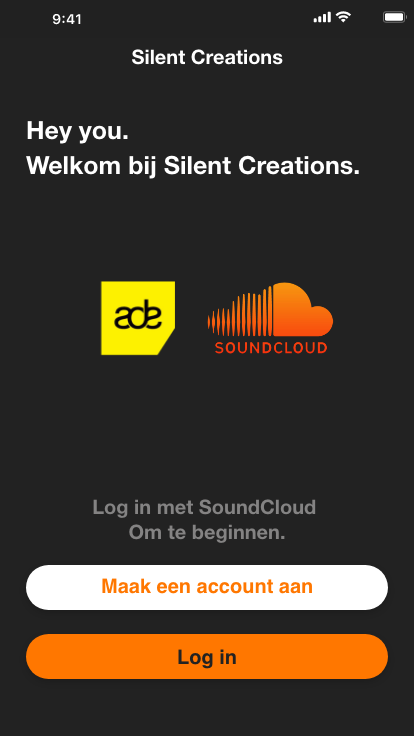 9:41
Silent Creations
Hey you.
Welkom bij Silent Creations.
ade
SOUNDCLOUD
Log in met SoundCloud
Om te beginnen.
Maak een account aan
Log in